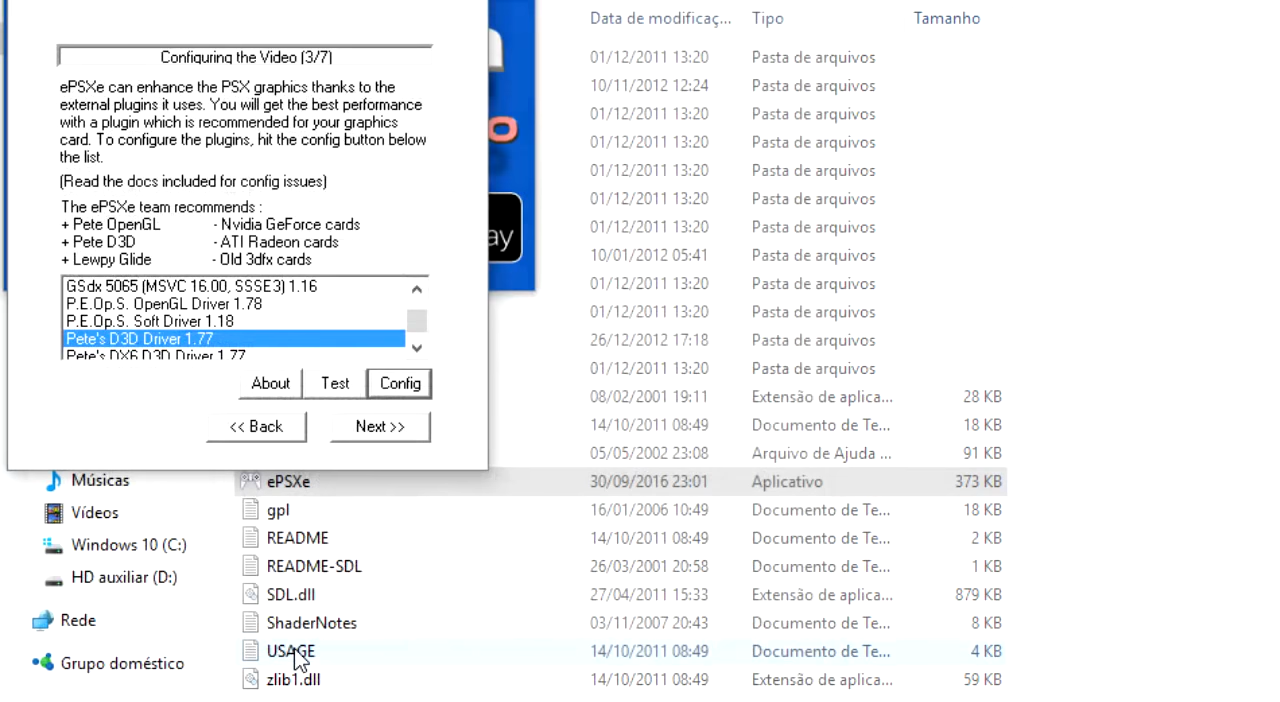 Data de modificaç... Tipo Tamanho
Configuring the Video (3/7)
01/12/2011 13:20 Pasta de arquivos
ePSXe can enhance the PSX graphics thanks to the
external plugins it uses. You will get the best performance
with a plugin which is recommended for your graphics
card. To configure the plugins, hit the config button below
the list.
(Read the docs included for config issues)
The ePSXe team recommends :
+ Pete OpenGL - Nvidia GeForce cards
+ Pete D3D - ATI Radeon cards
+ Lewpy Glide - Old 3dfx cards
GSdx 5065 (MSVC 16.00, SSSE3) 1.16
P.E.Op.S. OpenGL Driver 1.78
P.E.Op.S. Soft Driver 1.18
Pete's D3D Driver 1.77
Pete's DX6 D3D Driver 1.77
About Test Config
<< Back Next >>
ay
10/11/2012 12:24 Pasta de arquivos
01/12/2011 13:20 Pasta de arquivos
01/12/2011 13:20 Pasta de arquivos
01/12/2011 13:20 Pasta de arquivos
01/12/2011 13:20 Pasta de arquivos
01/12/2011 13:20 Pasta de arquivos
10/01/2012 05:41 Pasta de arquivos
01/12/2011 13:20 Pasta de arquivos
01/12/2011 13:20 Pasta de arquivos
26/12/2012 17:18 Pasta de arquivos
01/12/2011 13:20 Pasta de arquivos
08/02/2001 19:11 Extensão de aplica... 28 KB
14/10/2011 08:49 Documento de Te... 18 KB
05/05/2002 23:08 Arquivo de Ajuda ... 91 KB
ePSXe 30/09/2016 23:01 Aplicativo 373 KB
gpl 16/01/2006 10:49 Documento de Te... 18 KB
README 14/10/2011 08:49 Documento de Te... 2 KB
README-SDL 26/03/2001 20:58 Documento de Te... 1 KB
SDL.dll 27/04/2011 15:33 Extensão de aplica... 879 KB
ShaderNotes 03/11/2007 20:43 Documento de Te... 8 KB
USAGE 14/10/2011 08:49 Documento de Te... 4 KB
zlib1.dll 14/10/2011 08:49 Extensão de aplica... 59 KB
Músicas
Vídeos
Windows 10 (C:)
HD auxiliar (D:)
Rede
Grupo doméstico